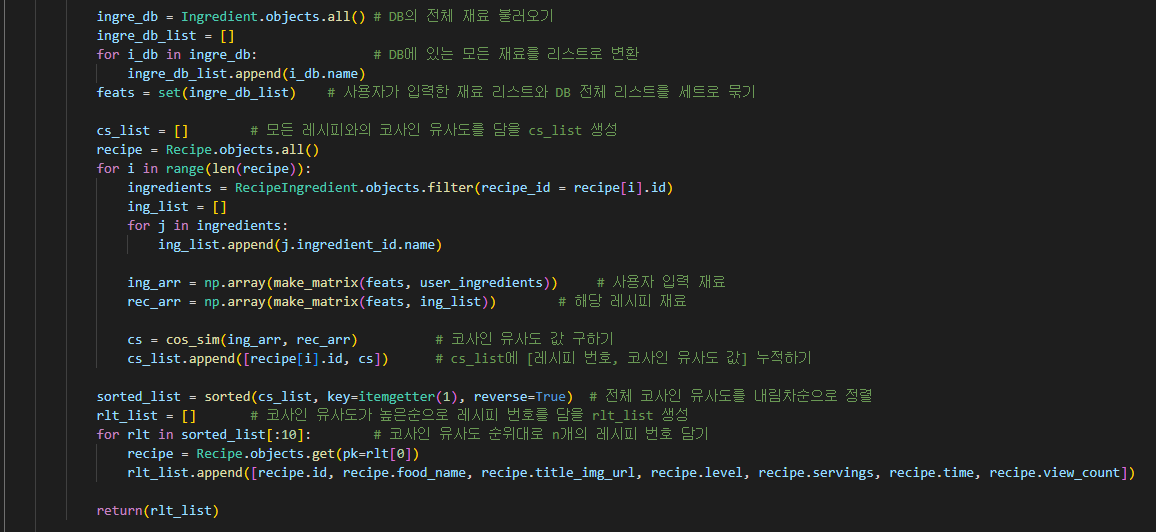 ingre_db = Ingredient.objects.all() # DB의 전체 재료 불러오기
ingre_db_list = []
for i_db in ingre_db: # DB에 있는 모든 재료를 리스트로 변환
ingre_db_list.append(i_db.name)
feats = set(ingre_db_list) # 사용자가 입력한 재료 리스트와 DB 전체 리스트를 세트로 묶기
cs_list = [] # 모든 레시피와의 코사인 유사도를 담을 cs_list 생성
recipe = Recipe.objects.all()
for i in range(len(recipe)):
ingredients = RecipeIngredient.objects.filter(recipe_id = recipe[i].id)
ing_list = []
for j in ingredients:
ing_list.append(j.ingredient_id.name)
ing_arr = np.array(make_matrix(feats, user_ingredients)) # 사용자 입력 재료
rec_arr = np.array(make_matrix(feats, ing_list)) # 해당 레시피 재료
cs = cos_sim(ing_arr, rec_arr) # 코사인 유사도 값 구하기
cs_list.append([recipe[i].id, cs]) # cs_list에 [레시피 번호, 코사인 유사도 값] 누적하기
sorted_list = sorted(cs_list, key=itemgetter(1), reverse=True) # 전체 코사인 유사도를 내림차순으로 정렬
rlt_list = [] # 코사인 유사도가 높은순으로 레시피 번호를 담을 rlt_list 생성
for rlt in sorted_list[:10]: # 코사인 유사도 순위대로 n개의 레시피 번호 담기
recipe = Recipe.objects.get(pk=rlt[0])
rlt_list.append([recipe.id, recipe.food_name, recipe.title_img_url, recipe.level, recipe.servings, recipe.time, recipe.view_count])
return(rlt_list)